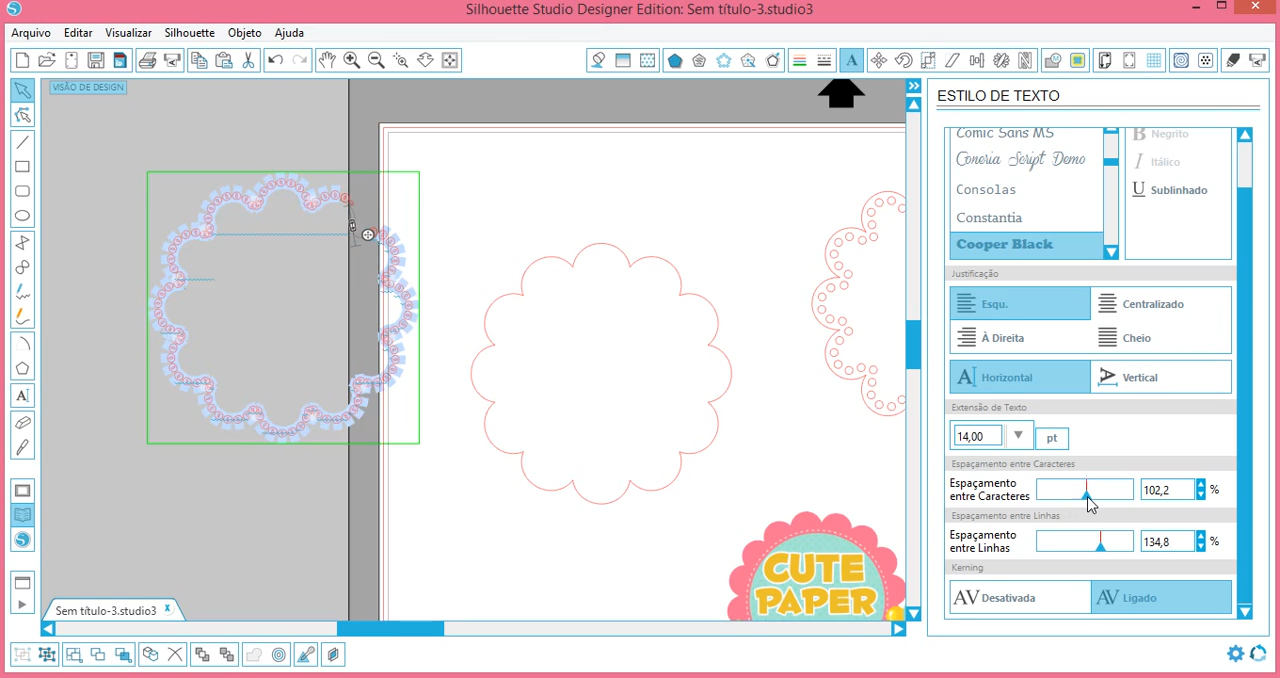 Silhouette Studio Designer Edition: Sem título-3.studio3
Arquivo Editar Visualizar Silhouette Objeto Ajuda
VISÃO DE DESIGN
ESTILO DE TEXTO
Comic Sans MS
B Negrito
Coneria Script Demo
I Itálico
Consolas
U Sublinhado
Constantia
Cooper Black
Justificação
Esqu. Centralizado
À Direita Cheio
Horizontal Vertical
Extensão de Texto
14,00 pt
Espaçamento entre Caracteres
Espaçamento
entre Caracteres 102,2 %
Espaçamento entre Linhas
Espaçamento
entre Linhas 134,8 %
Kerning
AV Desativada AV Ligado
CUTE
PAPER
Sem título-3.studio3 x